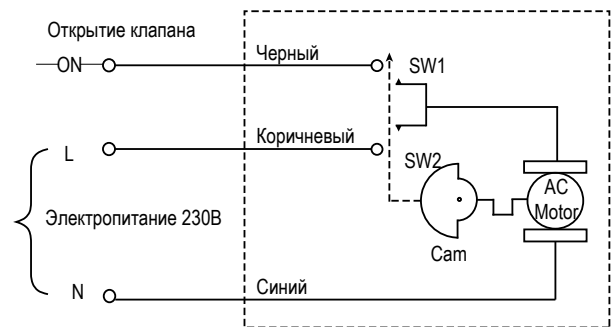 Открытие клапана
ON
Черный
SW1
L
Коричневый
SW2
Электропитание 230В
AC
Motor
Cam
N
Синий